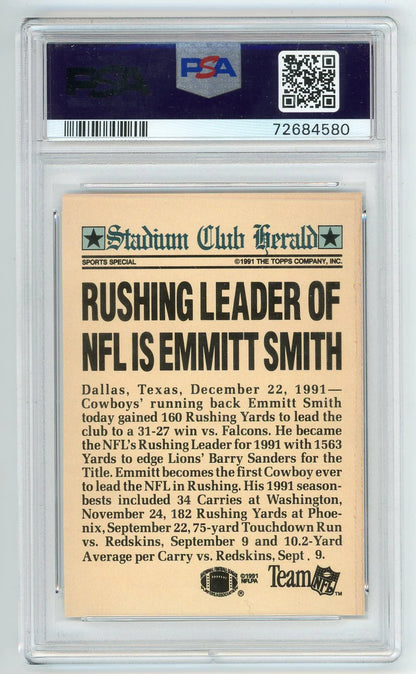 PSA
PSA
72684580
Stadium Club Herald
SPORTS SPECIAL ©1991 THE TOPPS COMPANY, INC.
RUSHING LEADER OF
NFL IS EMMITT SMITH
Dallas, Texas, December 22, 1991—
Cowboys' running back Emmitt Smith
today gained 160 Rushing Yards to lead the
club to a 31-27 win vs. Falcons. He became
the NFL's Rushing Leader for 1991 with 1563
Yards to edge Lions' Barry Sanders for the
Title. Emmitt becomes the first Cowboy ever
to lead the NFL in Rushing. His 1991 season-
bests included 34 Carries at Washington,
November 24, 182 Rushing Yards at Phoe-
nix, September 22, 75-yard Touchdown Run
vs. Redskins, September 9 and 10.2-Yard
Average per Carry vs. Redskins, Sept. 9.
®
©1991
NFLPA
Team NFL™